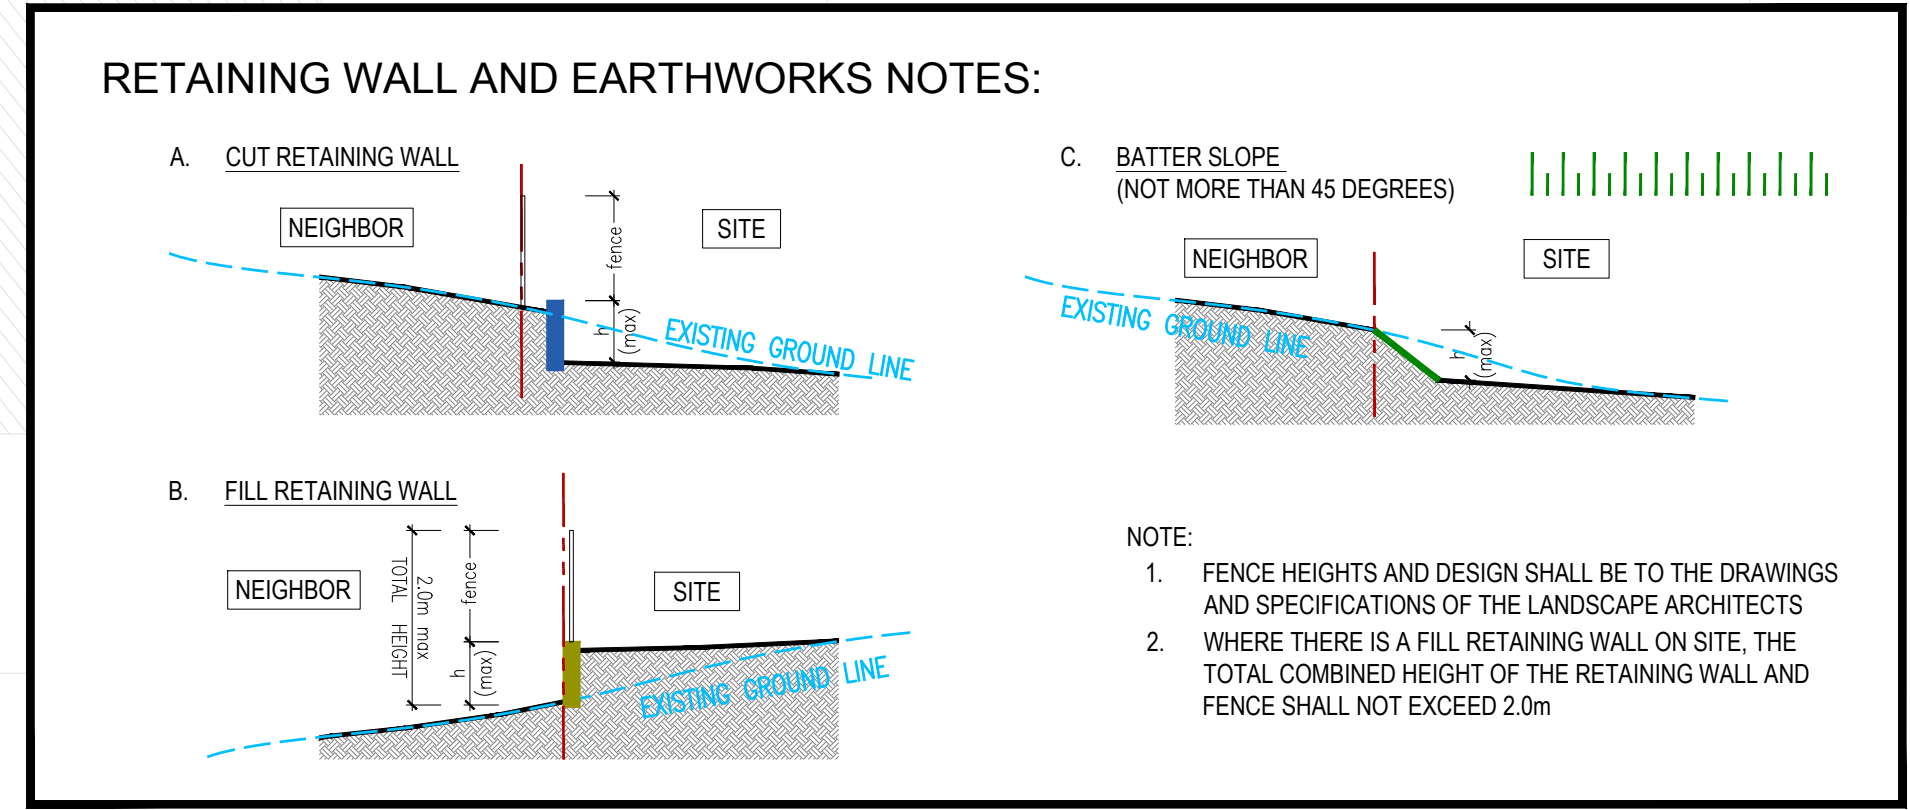 RETAINING WALL AND EARTHWORKS NOTES:
A. CUT RETAINING WALL
NEIGHBOR
SITE
fence
h
(max)
EXISTING GROUND LINE
B. FILL RETAINING WALL
NEIGHBOR
SITE
2.0m max
TOTAL HEIGHT
fence
h
(max)
EXISTING GROUND LINE
C. BATTER SLOPE
(NOT MORE THAN 45 DEGREES)
NEIGHBOR
SITE
EXISTING GROUND LINE
h
(max)
NOTE:
1. FENCE HEIGHTS AND DESIGN SHALL BE TO THE DRAWINGS
AND SPECIFICATIONS OF THE LANDSCAPE ARCHITECTS
2. WHERE THERE IS A FILL RETAINING WALL ON SITE, THE
TOTAL COMBINED HEIGHT OF THE RETAINING WALL AND
FENCE SHALL NOT EXCEED 2.0m